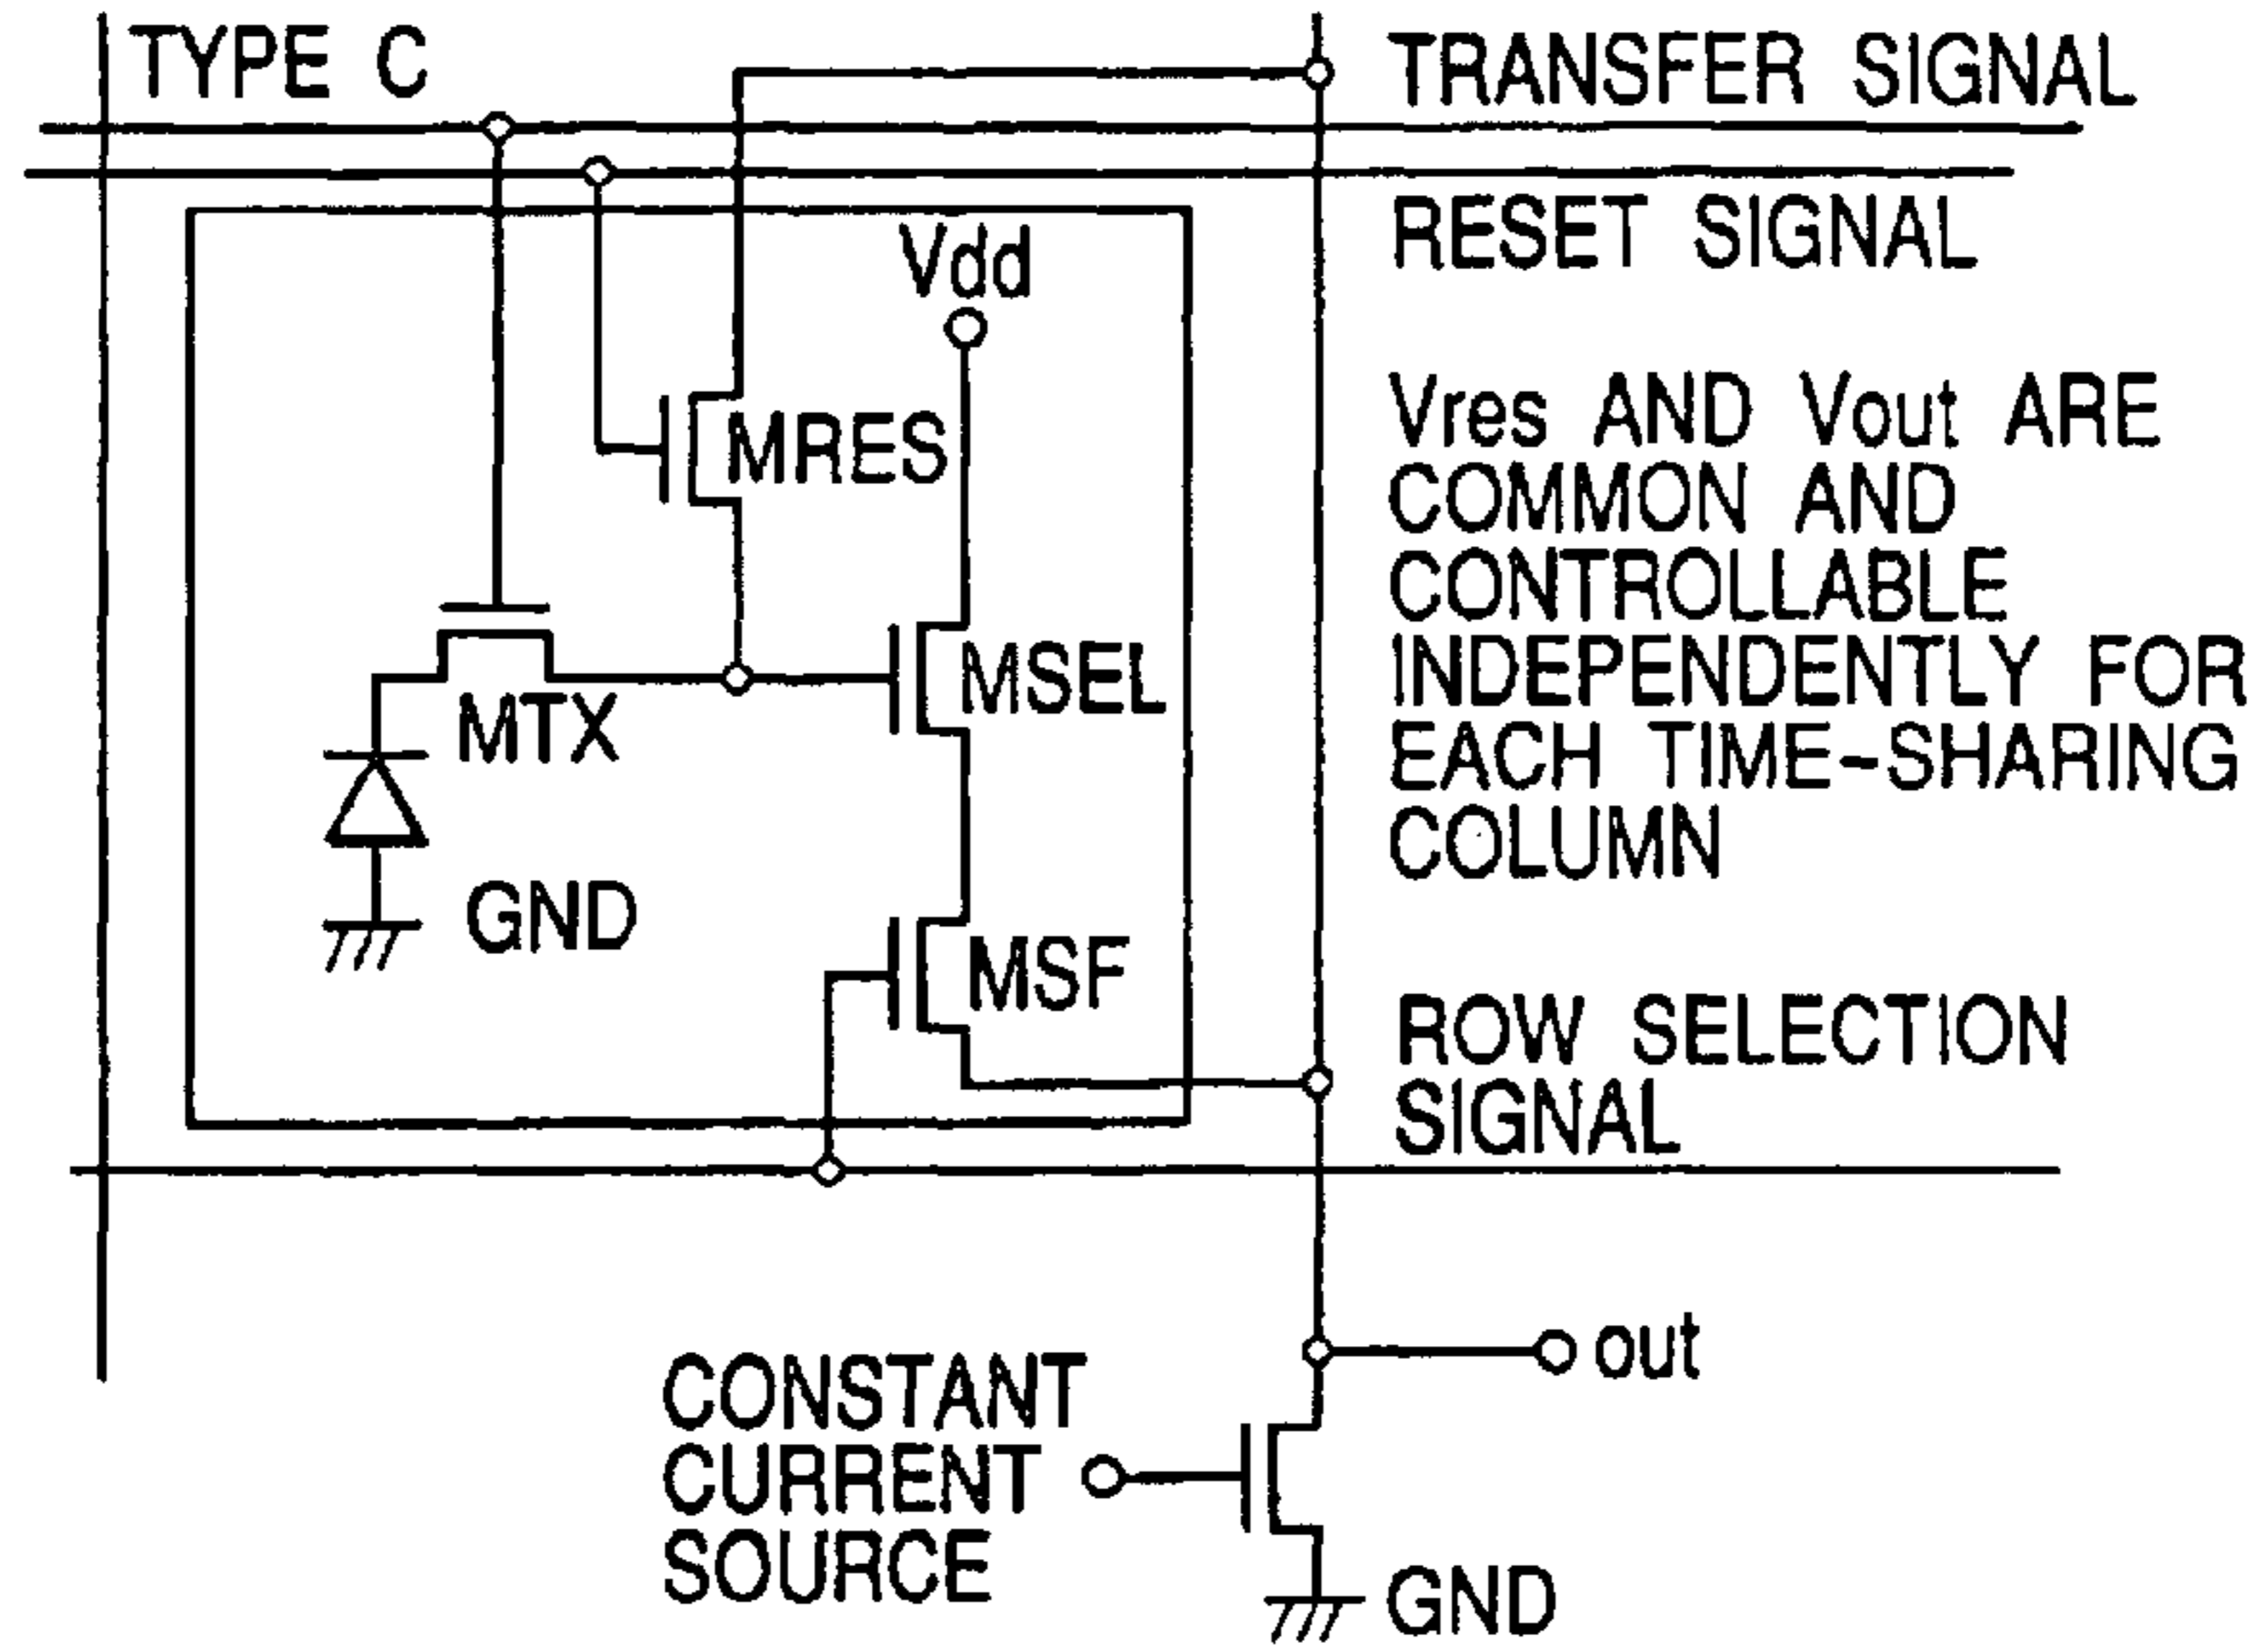 TYPE C
TRANSFER SIGNAL
RESET SIGNAL
Vdd
MRES
Vres AND Vout ARE
COMMON AND
CONTROLLABLE
INDEPENDENTLY FOR
EACH TIME-SHARING
COLUMN
MSEL
MTX
GND
MSF
ROW SELECTION
SIGNAL
out
CONSTANT
CURRENT
SOURCE
GND